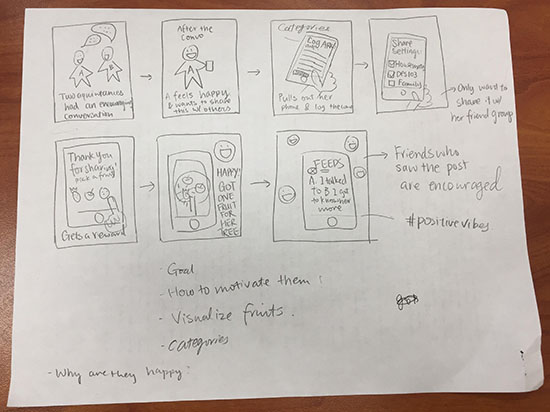 A
B
Two acquaintances
had an encouraging
conversation
After the
Convo
A
A feels happy
& wants to share
this w/ others
Categories
Log App
Pulls out her
phone & log the convo
Share
Settings:
Family
Only want to
share it w/
her friend group
Thank you
for sharing!
pick a fruit!
Gets a reward
HAPPY!
GOT
ONE
FRUIT
FOR
HER
TREE
FEEDS
A. I talked
to B. I got
to know her
more
Friends who
saw the post
are encouraged
#positivevibes
- Goal
- How to motivate them?
- Visualize fruits.
- Categories
- Why are they happy?